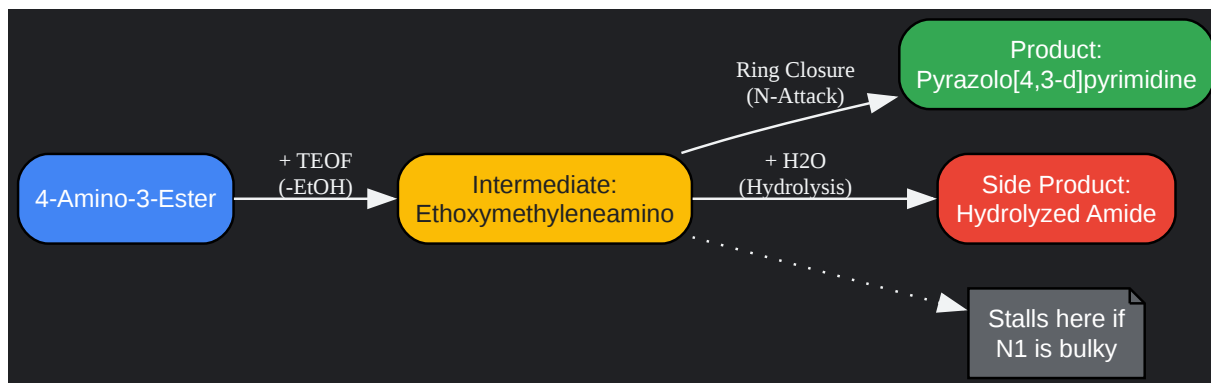 4-Amino-3-Ester
+ TEOF
(-EtOH)
Intermediate:
Ethoxymethyleneamino
Ring Closure
(N-Attack)
Product:
Pyrazolo[4,3-d]pyrimidine
+ H2O
(Hydrolysis)
Side Product:
Hydrolyzed Amide
Stalls here if
N1 is bulky